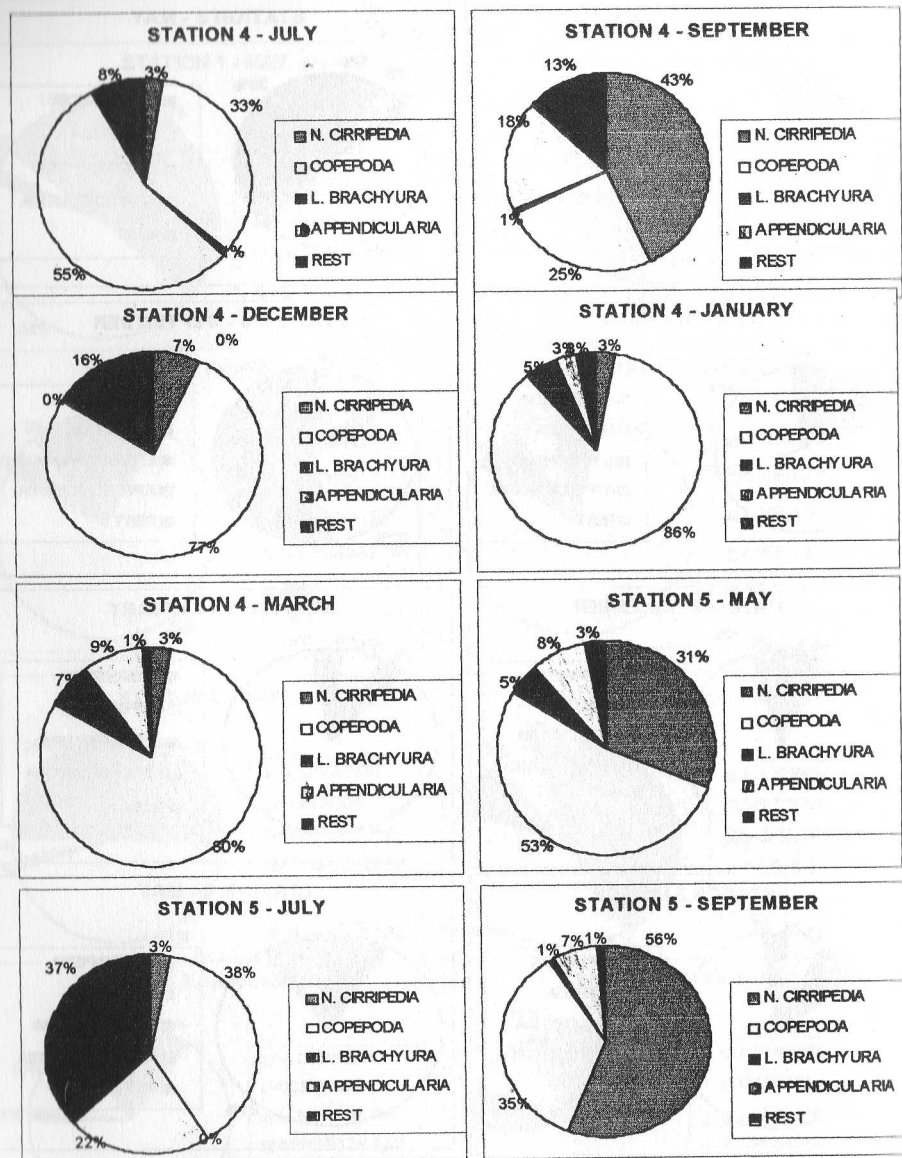 STATION 4 - JULY
8%
3%
33%
1%
55%
N. CIRRIPEDIA
COPEPODA
L. BRACHYURA
APPENDICULARIA
REST
STATION 4 - SEPTEMBER
13%
43%
18%
1%
25%
N. CIRRIPEDIA
COPEPODA
L. BRACHYURA
APPENDICULARIA
REST
STATION 4 - DECEMBER
16%
7%
0%
0%
77%
N. CIRRIPEDIA
COPEPODA
L. BRACHYURA
APPENDICULARIA
REST
STATION 4 - JANUARY
5%
3%
3%
3%
86%
N. CIRRIPEDIA
COPEPODA
L. BRACHYURA
APPENDICULARIA
REST
STATION 4 - MARCH
7%
9%
1%
3%
80%
N. CIRRIPEDIA
COPEPODA
L. BRACHYURA
APPENDICULARIA
REST
STATION 5 - MAY
5%
8%
3%
31%
53%
N. CIRRIPEDIA
COPEPODA
L. BRACHYURA
APPENDICULARIA
REST
STATION 5 - JULY
37%
3%
38%
22%
0%
N. CIRRIPEDIA
COPEPODA
L. BRACHYURA
APPENDICULARIA
REST
STATION 5 - SEPTEMBER
1%
7%
1%
56%
35%
N. CIRRIPEDIA
COPEPODA
L. BRACHYURA
APPENDICULARIA
REST